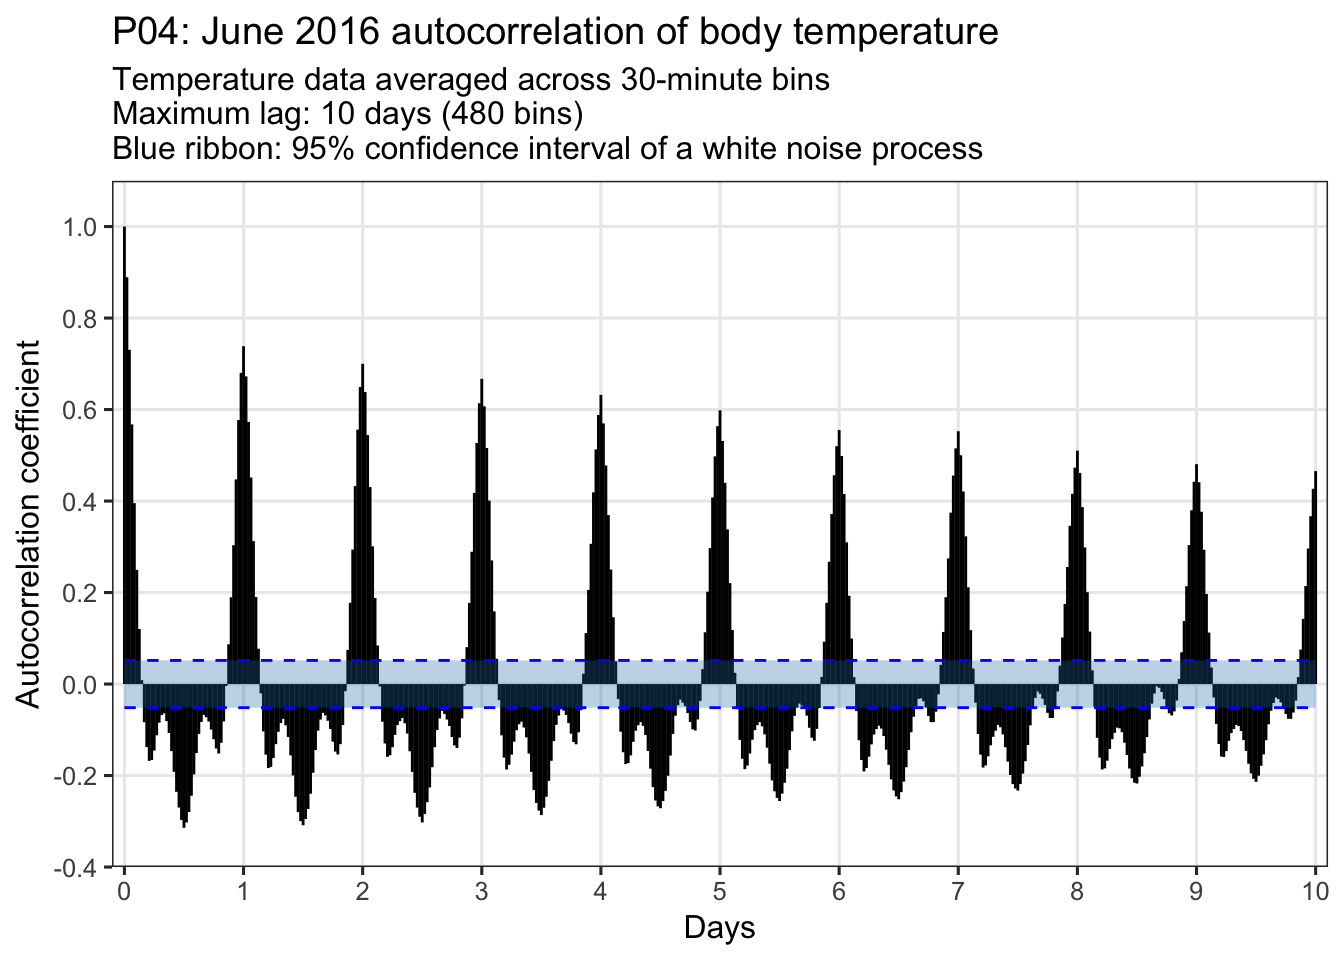 P04: June 2016 autocorrelation of body temperature
Temperature data averaged across 30-minute bins
Maximum lag: 10 days (480 bins)
Blue ribbon: 95% confidence interval of a white noise process
Autocorrelation coefficient
1.0
0.8
0.6
0.4
0.2
0.0
-0.2
-0.4
0 1 2 3 4 5 6 7 8 9 10
Days